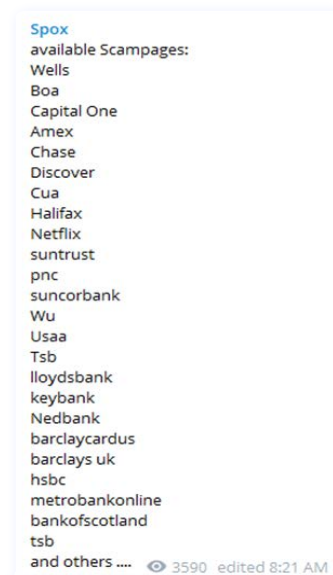 Spox
available Scampages:
Wells
Boa
Capital One
Amex
Chase
Discover
Cua
Halifax
Netflix
suntrust
pnc
suncorbank
Wu
Usaa
Tsb
lloydsbank
keybank
Nedbank
barclaycardus
barclays uk
hsbc
metrobankonline
bankofscotland
tsb
and others .... 3590 edited 8:21 AM